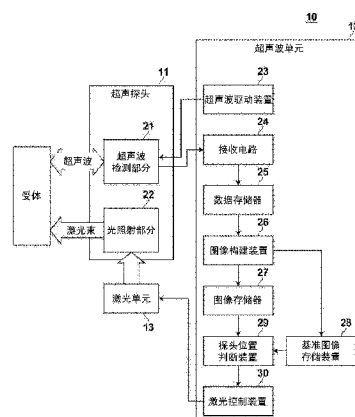 10
12
超声波单元
11
超声探头
23
超声波驱动装置
24
接收电路
21
超声波
检测部分
超声波
25
数据存储器
受体
22
光照射部分
激光束
26
图像构建装置
27
图像存储器
激光单元
13
29
探头位置
判断装置
28
基准图像
存储装置
30
激光控制装置